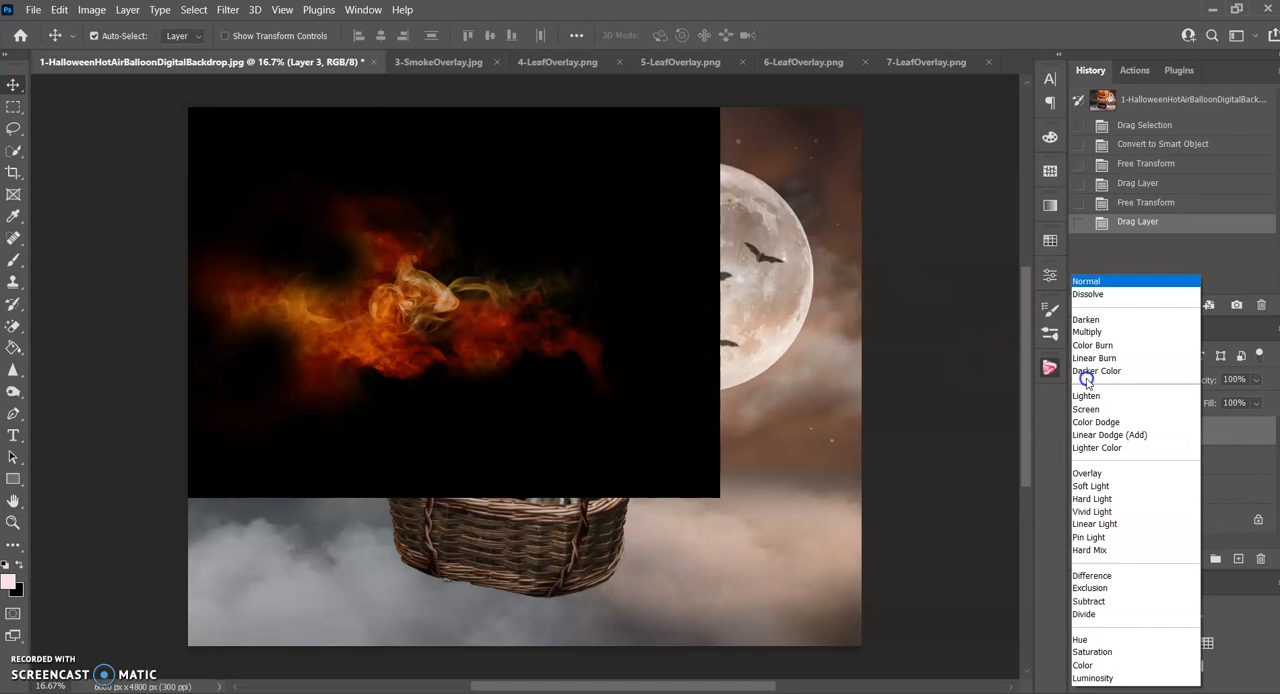 Ps File Edit Image Layer Type Select Filter 3D View Plugins Window Help
Auto-Select: Layer Show Transform Controls 3D Mode:
1-HalloweenHotAirBalloonDigitalBackdrop.jpg @ 16.7% (Layer 3, RGB/8) * 3-SmokeOverlay.jpg 4-LeafOverlay.png 5-LeafOverlay.png 6-LeafOverlay.png 7-LeafOverlay.png
History Actions Plugins
1-HalloweenHotAirBalloonDigitalBack...
Drag Selection
Convert to Smart Object
Free Transform
Drag Layer
Free Transform
Drag Layer
Normal
Dissolve
Darken
Multiply
Color Burn
Linear Burn
Darker Color
city: 100%
Lighten
Fill: 100%
Screen
Color Dodge
Linear Dodge (Add)
Lighter Color
Overlay
Soft Light
Hard Light
Vivid Light
Linear Light
Pin Light
Hard Mix
Difference
Exclusion
Subtract
Divide
Hue
Saturation
Color
Luminosity
RECORDED WITH
SCREENCAST MATIC
16.67% 6000 px x 4800 px (300 ppi)